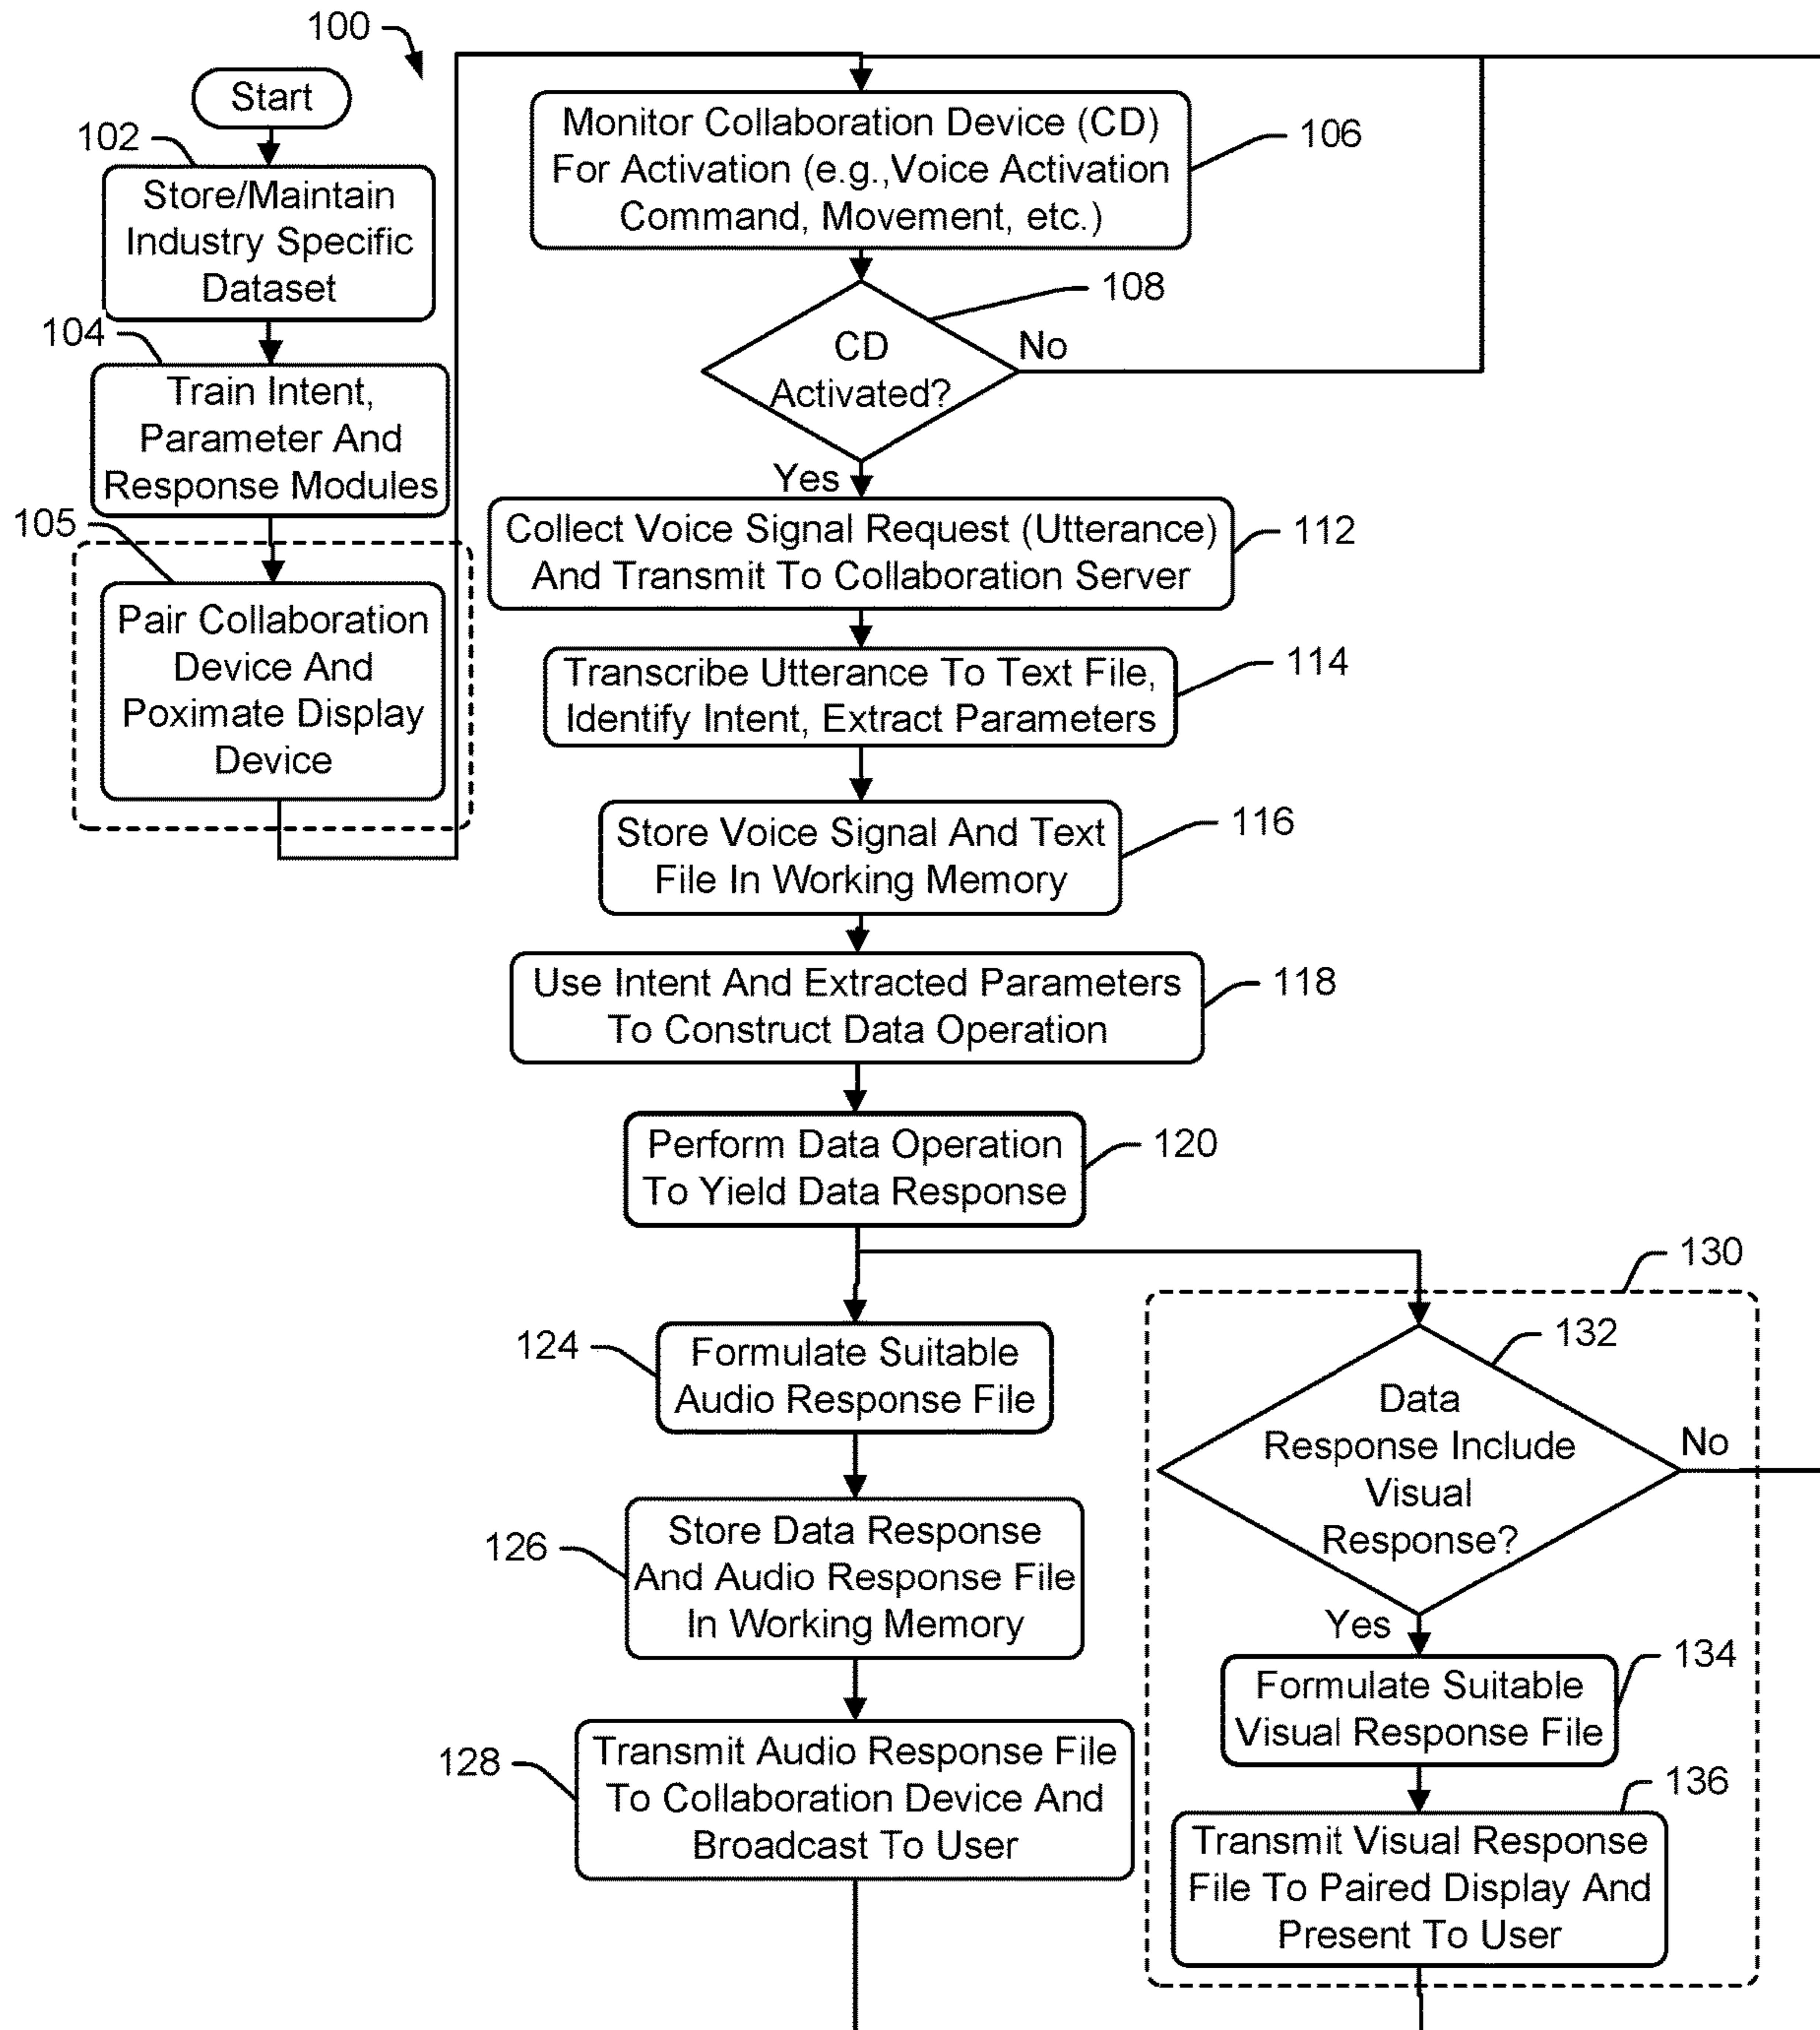 100
Start
102
Store/Maintain
Industry Specific
Dataset
104
Train Intent,
Parameter And
Response Modules
105
Pair Collaboration
Device And
Poximate Display
Device
Monitor Collaboration Device (CD)
For Activation (e.g.,Voice Activation
Command, Movement, etc.)
106
108
CD
Activated?
No
Yes
Collect Voice Signal Request (Utterance)
And Transmit To Collaboration Server
112
Transcribe Utterance To Text File,
Identify Intent, Extract Parameters
114
Store Voice Signal And Text
File In Working Memory
116
Use Intent And Extracted Parameters
To Construct Data Operation
118
Perform Data Operation
To Yield Data Response
120
124
Formulate Suitable
Audio Response File
126
Store Data Response
And Audio Response File
In Working Memory
128
Transmit Audio Response File
To Collaboration Device And
Broadcast To User
130
132
Data
Response Include
Visual
Response?
No
Yes
134
Formulate Suitable
Visual Response File
136
Transmit Visual Response
File To Paired Display And
Present To User